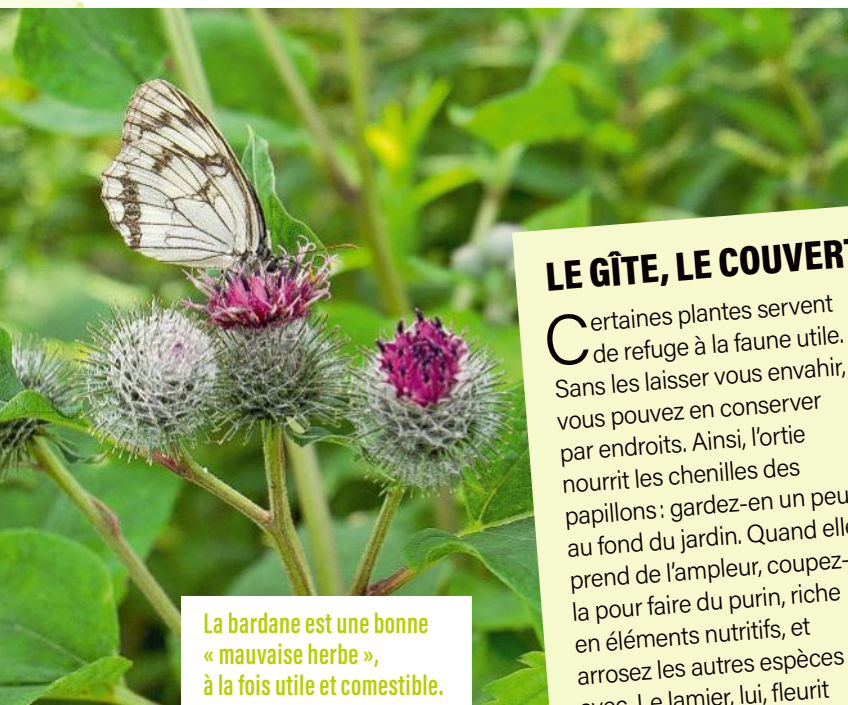 La bardane est une bonne
« mauvaise herbe »,
à la fois utile et comestible.
LE GÎTE, LE COUVERT
Certaines plantes servent
de refuge à la faune utile.
Sans les laisser vous envahir,
vous pouvez en conserver
par endroits. Ainsi, l'ortie
nourrit les chenilles des
papillons : gardez-en un peu
au fond du jardin. Quand elle
prend de l'ampleur, coupez-
la pour faire du purin, riche
en éléments nutritifs, et
arrosez les autres espèces
avec. Le lamier, lui, fleurit